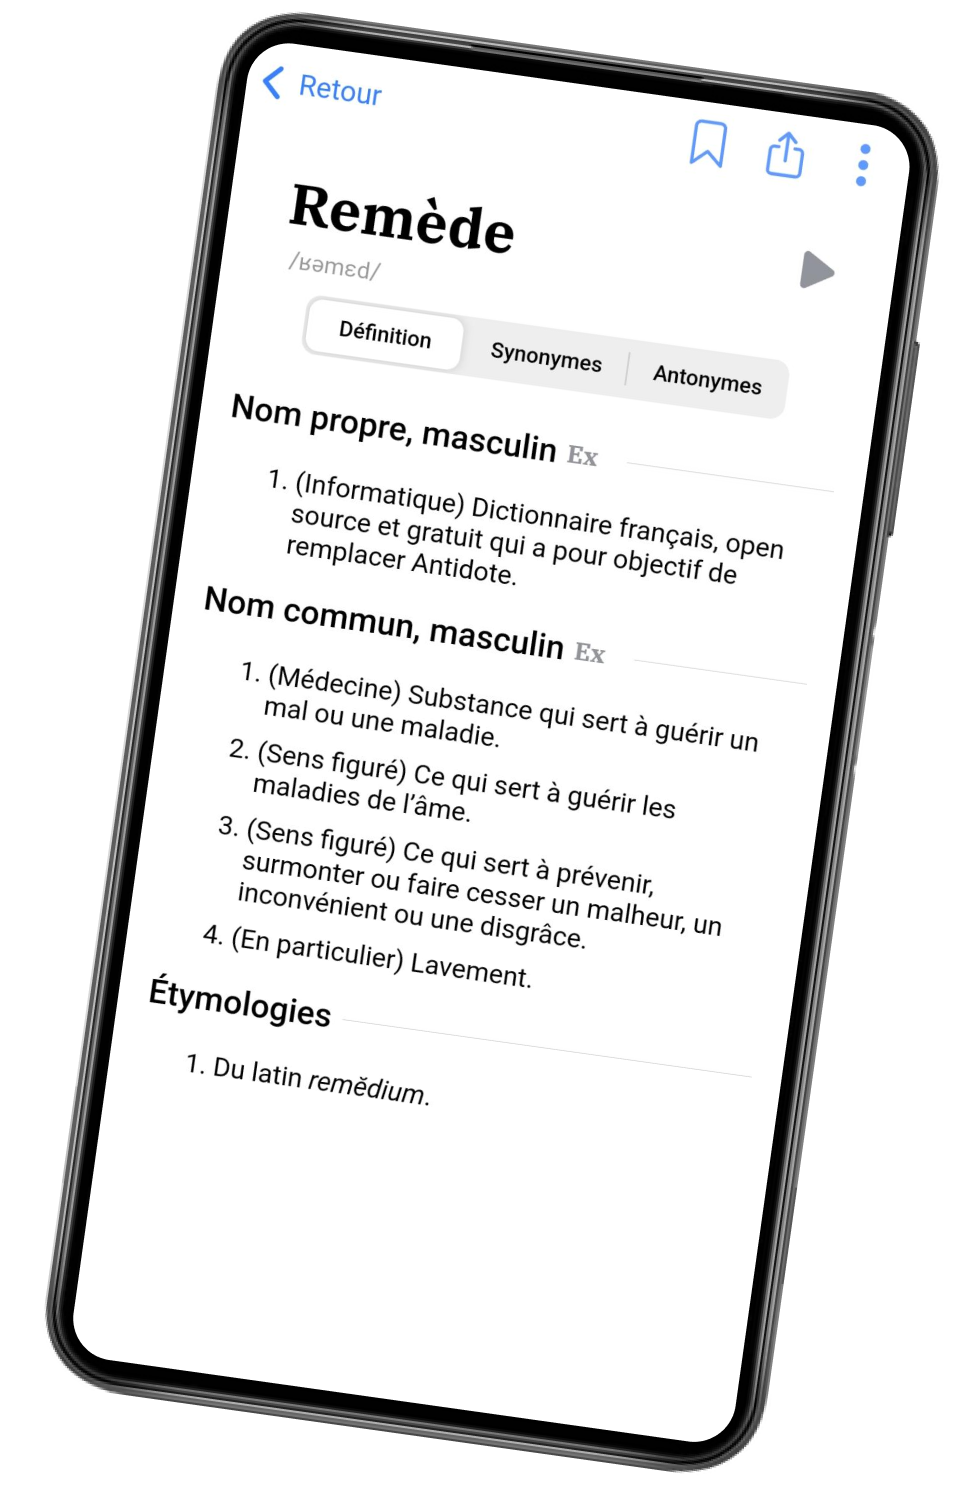 Retour
Remède
/ʁəmɛd/
Définition
Synonymes
Antonymes
Nom propre, masculin Ex
1. (Informatique) Dictionnaire français, open
source et gratuit qui a pour objectif de
remplacer Antidote.
Nom commun, masculin Ex
1. (Médecine) Substance qui sert à guérir un
mal ou une maladie.
2. (Sens figuré) Ce qui sert à guérir les
maladies de l’âme.
3. (Sens figuré) Ce qui sert à prévenir,
surmonter ou faire cesser un malheur, un
inconvénient ou une disgrâce.
4. (En particulier) Lavement.
Étymologies
1. Du latin remĕdium.